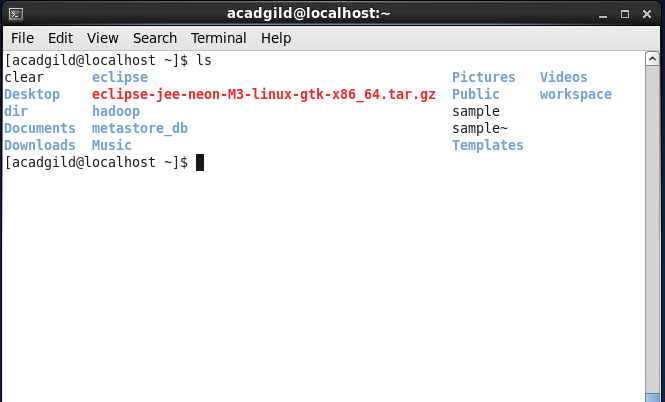 acadgild@localhost:~
File Edit View Search Terminal Help
[acadgild@localhost ~]$ ls
clear eclipse Pictures Videos
Desktop eclipse-jee-neon-M3-linux-gtk-x86_64.tar.gz Public workspace
dir hadoop sample
Documents metastore_db sample~
Downloads Music Templates
[acadgild@localhost ~]$